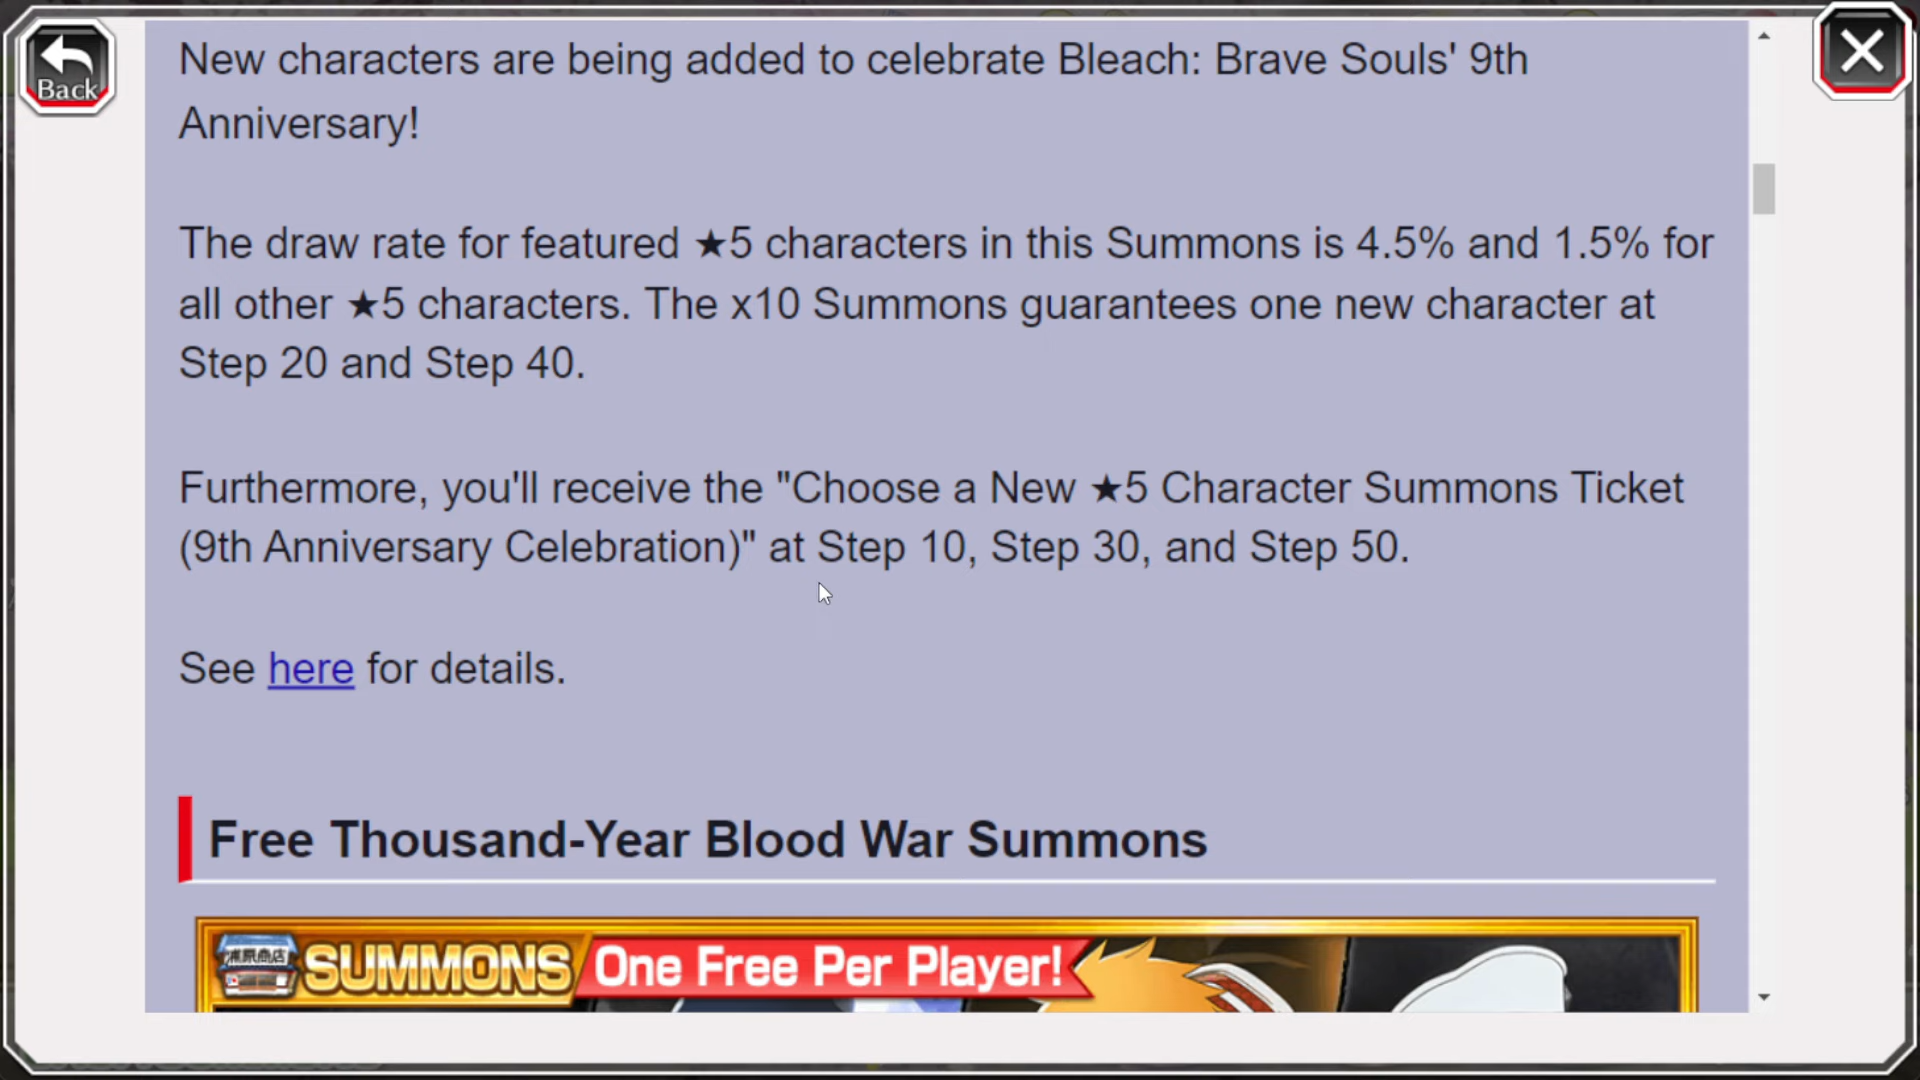 Back
New characters are being added to celebrate Bleach: Brave Souls' 9th
Anniversary!
The draw rate for featured ★5 characters in this Summons is 4.5% and 1.5% for
all other ★5 characters. The x10 Summons guarantees one new character at
Step 20 and Step 40.
Furthermore, you'll receive the "Choose a New ★5 Character Summons Ticket
(9th Anniversary Celebration)" at Step 10, Step 30, and Step 50.
See here for details.
Free Thousand-Year Blood War Summons
SUMMONS One Free Per Player!